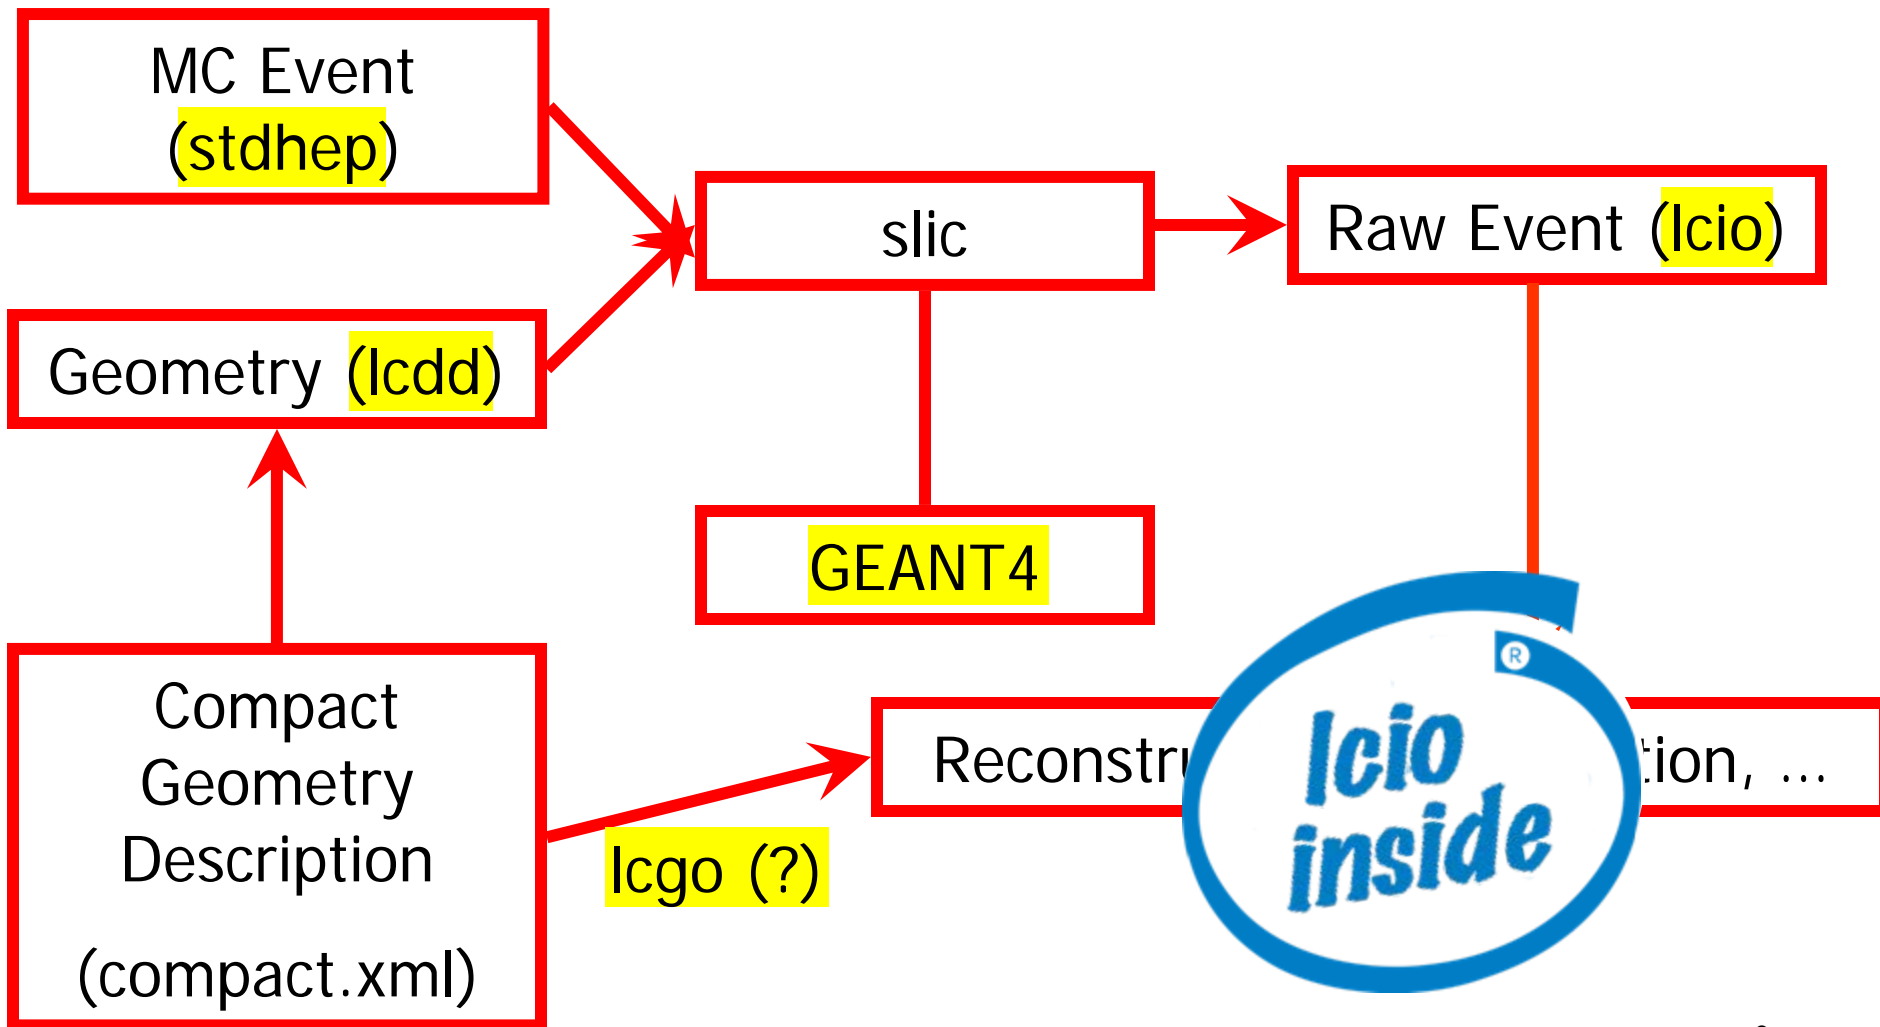 MC Event
(stdhep)
slic
Raw Event (lcio)
Geometry (lcdd)
GEANT4
Compact
Geometry
Description
(compact.xml)
lcgo (?)
Reconstru
tion, ...
®
lcio
inside